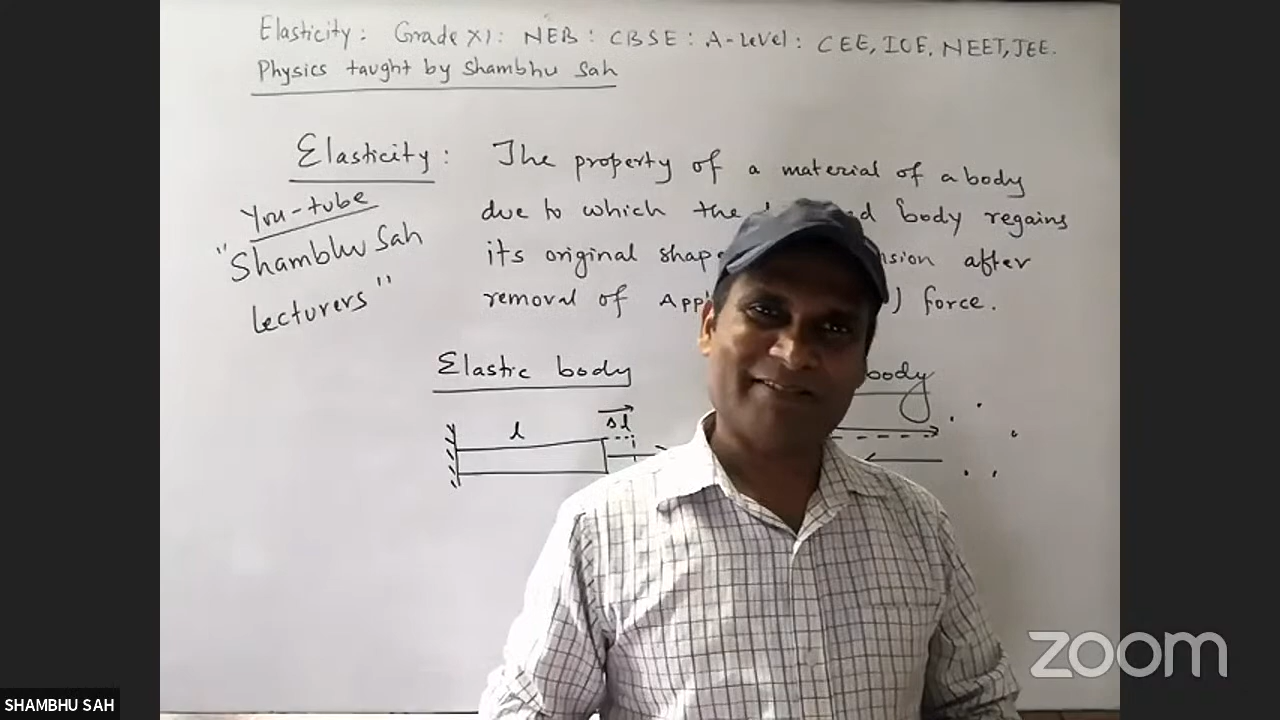 Elasticity: Grade XI: NEB: CBSE: A-Level: CEE, IOE, NEET, JEE.
Physics taught by Shambhu Sah
Elasticity: The property of a material of a body
due to which the body regains
its original after
removal of force.
You-tube
"Shambhu Sah
lecturers"
Elastic body
body
l
Δl
zoom
SHAMBHU SAH